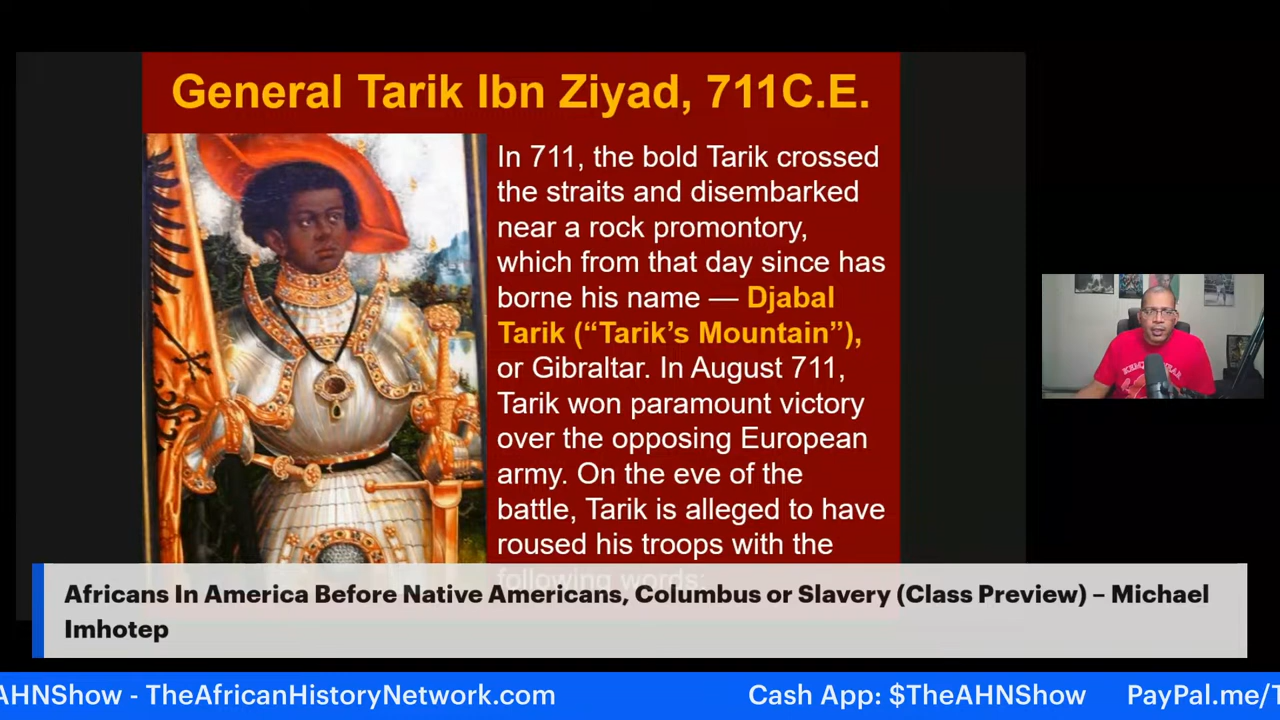 General Tarik Ibn Ziyad, 711C.E.
In 711, the bold Tarik crossed
the straits and disembarked
near a rock promontory,
which from that day since has
borne his name — Djabal
Tarik (“Tarik’s Mountain”),
or Gibraltar. In August 711,
Tarik won paramount victory
over the opposing European
army. On the eve of the
battle, Tarik is alleged to have
roused his troops with the
following words:
Africans In America Before Native Americans, Columbus or Slavery (Class Preview) – Michael
Imhotep
AHNShow - TheAfricanHistoryNetwork.com Cash App: $TheAHNShow PayPal.me/T